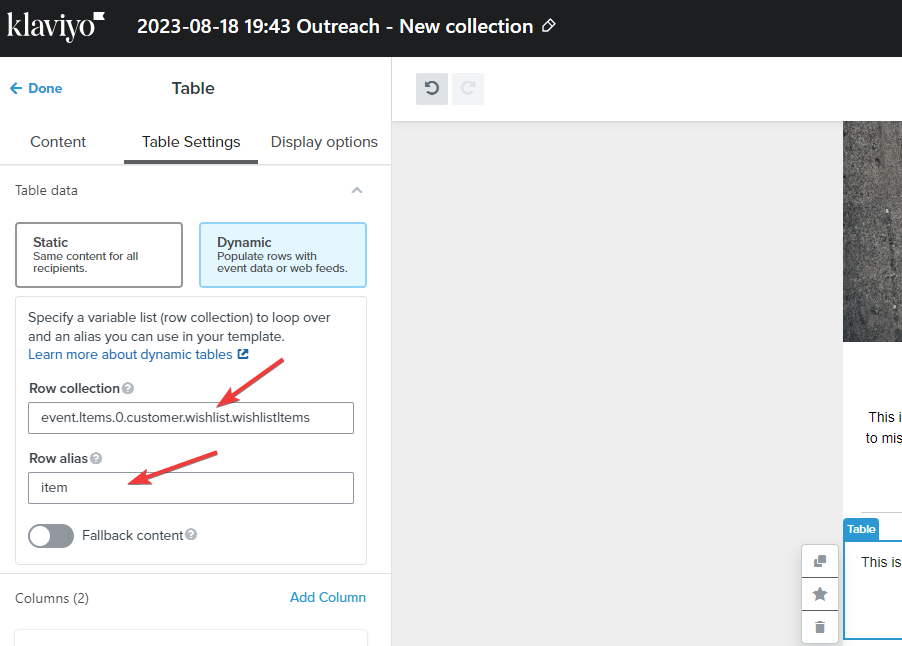 klaviyo
2023-08-18 19:43 Outreach - New collection
Done
Table
Content
Table Settings
Display options
Table data
Static
Same content for all
recipients.
Dynamic
Populate rows with
event data or web feeds.
Specify a variable list (row collection) to loop over
and an alias you can use in your template.
Learn more about dynamic tables
Row collection
event.Items.0.customer.wishlist.wishlistItems
Row alias
item
Fallback content
Columns (2)
Add Column
This i
to mis
Table
This is